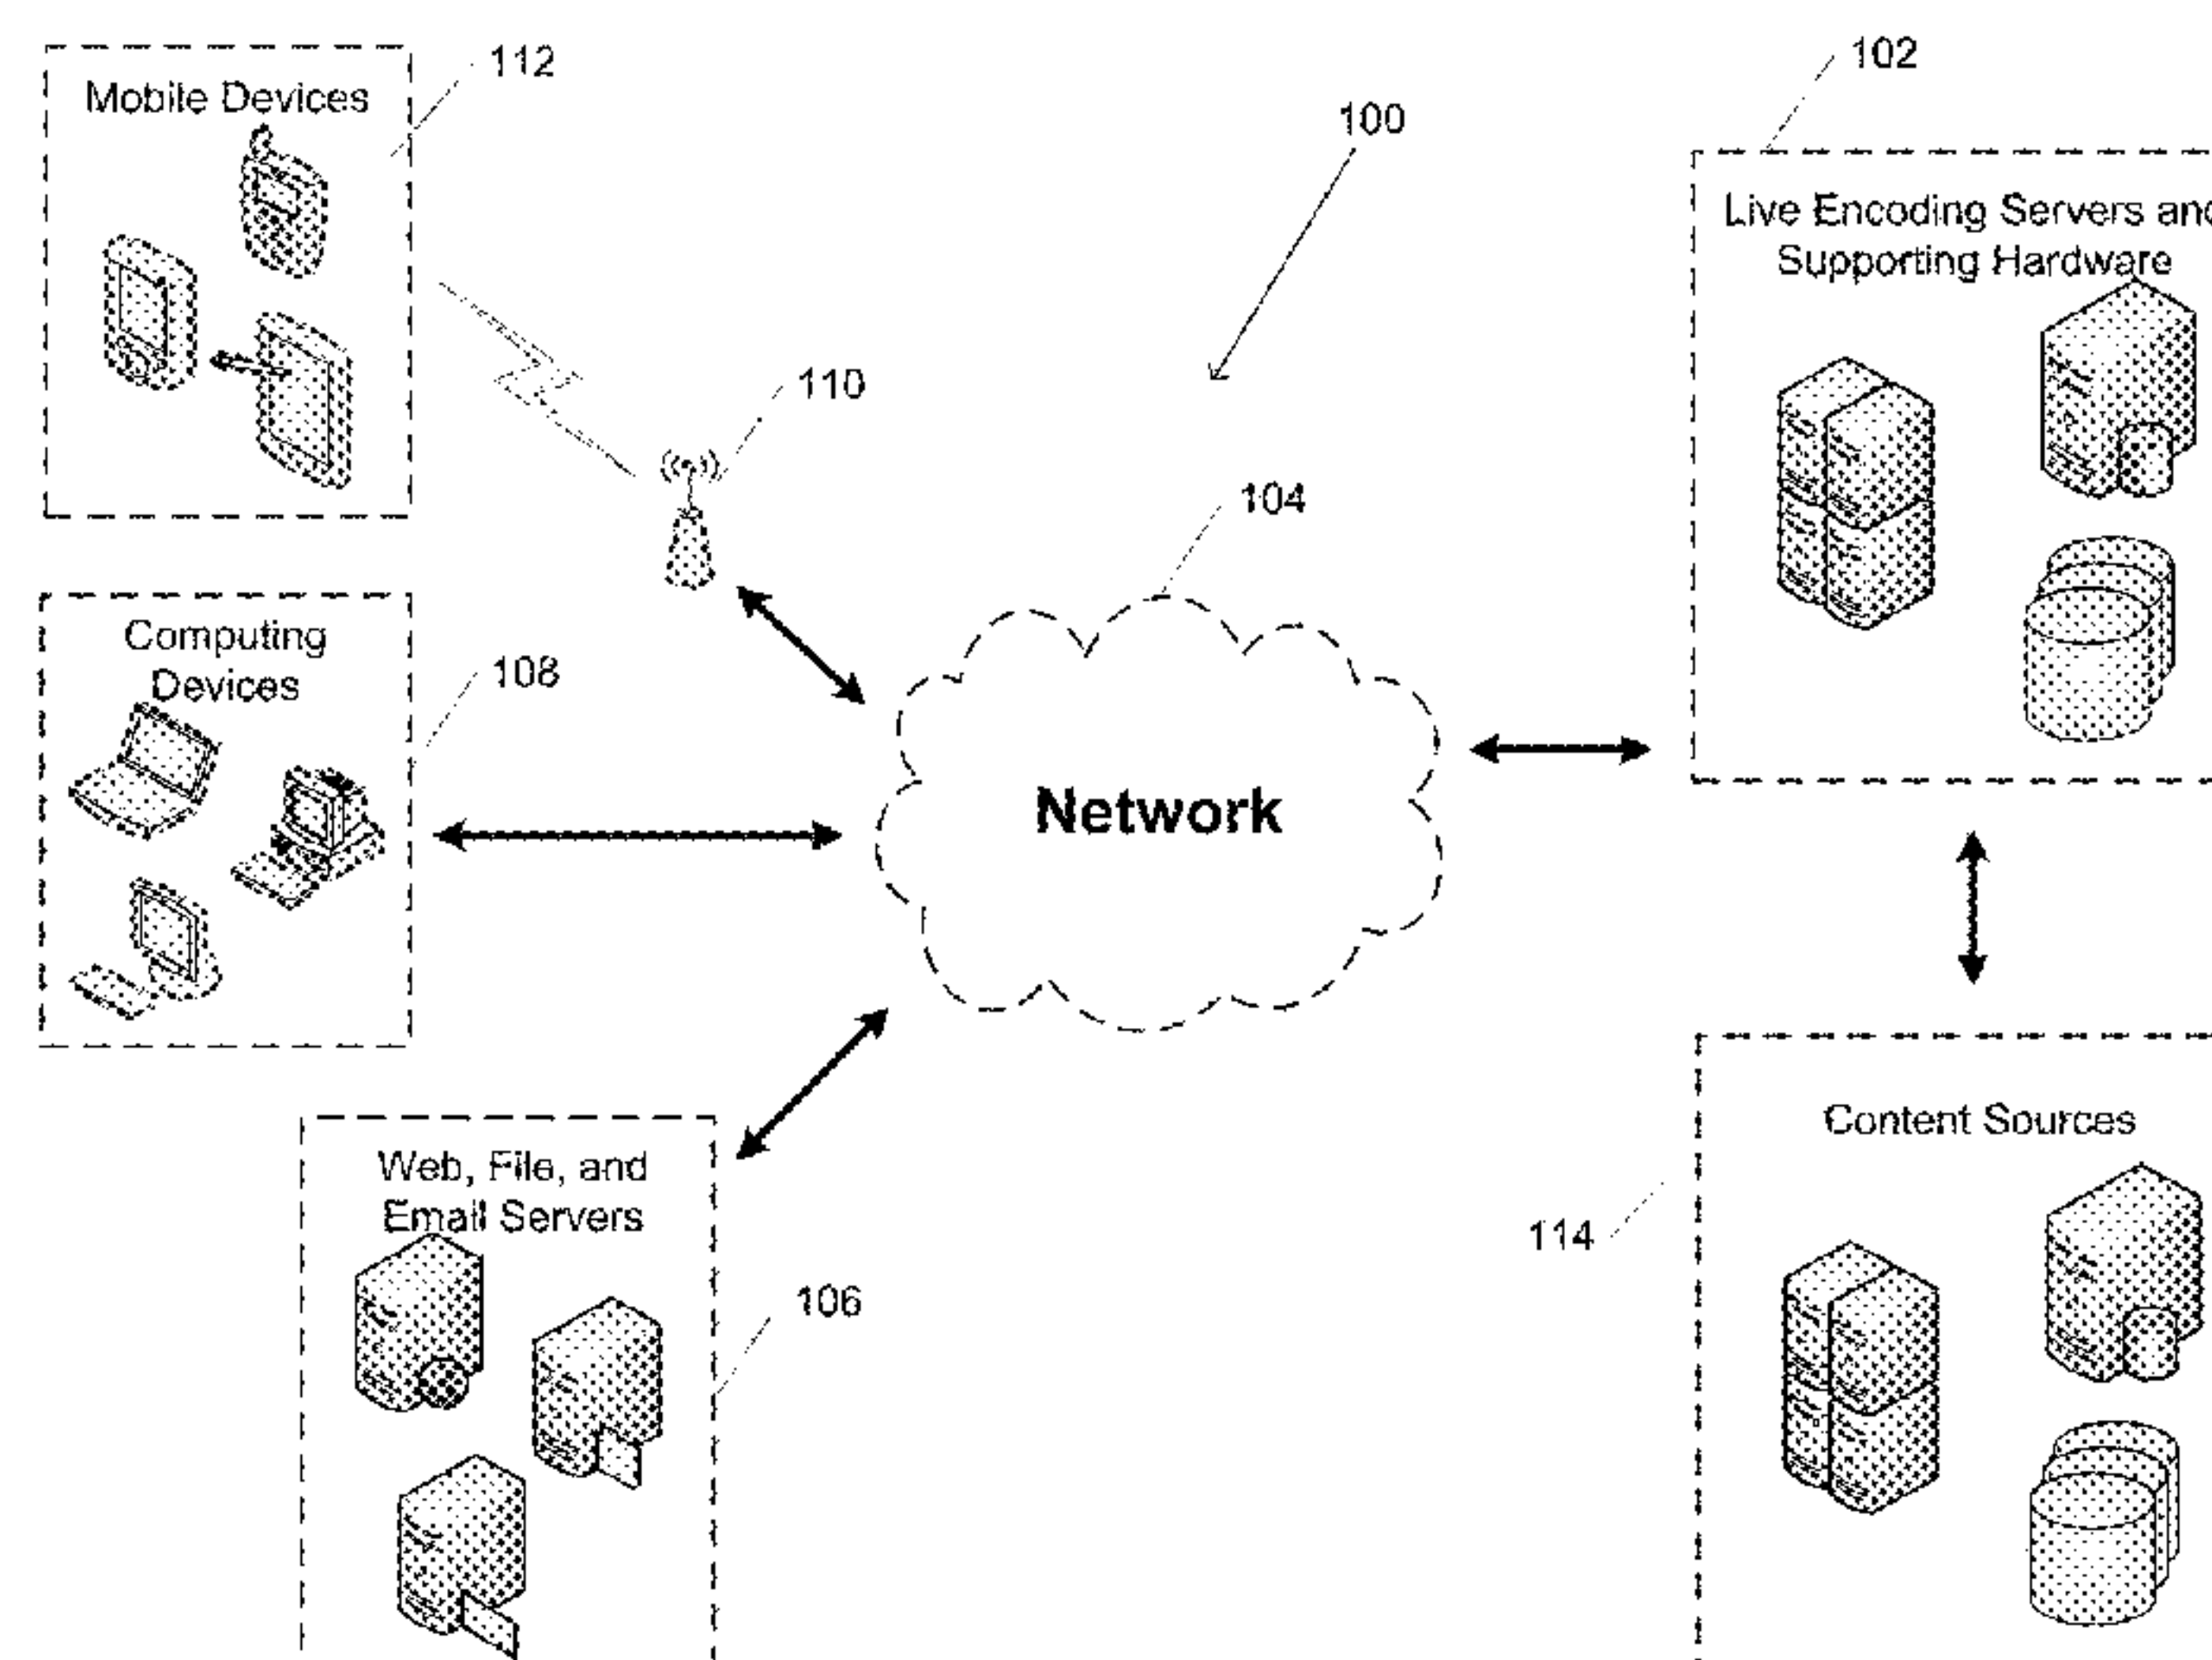 112
Mobile Devices
102
100
Live Encoding Servers and
Supporting Hardware
110
104
Computing
Devices
108
Network
Content Sources
Web, File, and
Email Servers
114
106